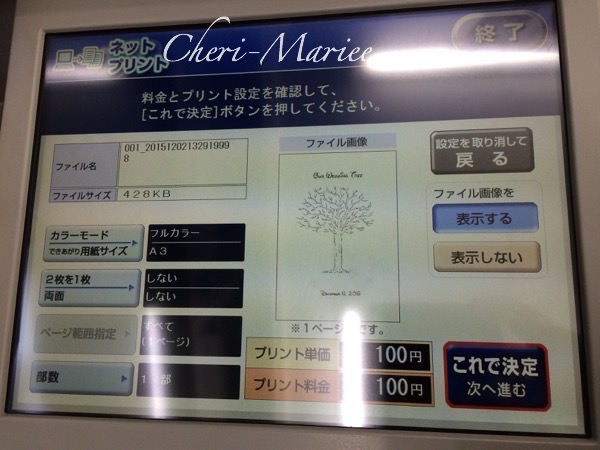 ネット
プリント
Cheri-Mariee
終了
料金とプリント設定を確認して、
[これで決定]ボタンを押してください。
ファイル名
001_2015120213291999
8
ファイルサイズ
428KB
カラーモード
できあがり用紙サイズ
フルカラー
A3
2枚を1枚
両面
しない
しない
ページ範囲指定
すべて
(1ページ)
部数
1部
ファイル画像
Our Wedding Tree
December 12, 2015
※1ページです。
プリント単価
100円
プリント料金
100円
設定を取り消して
戻る
ファイル画像を
表示する
表示しない
これで決定
次へ進む